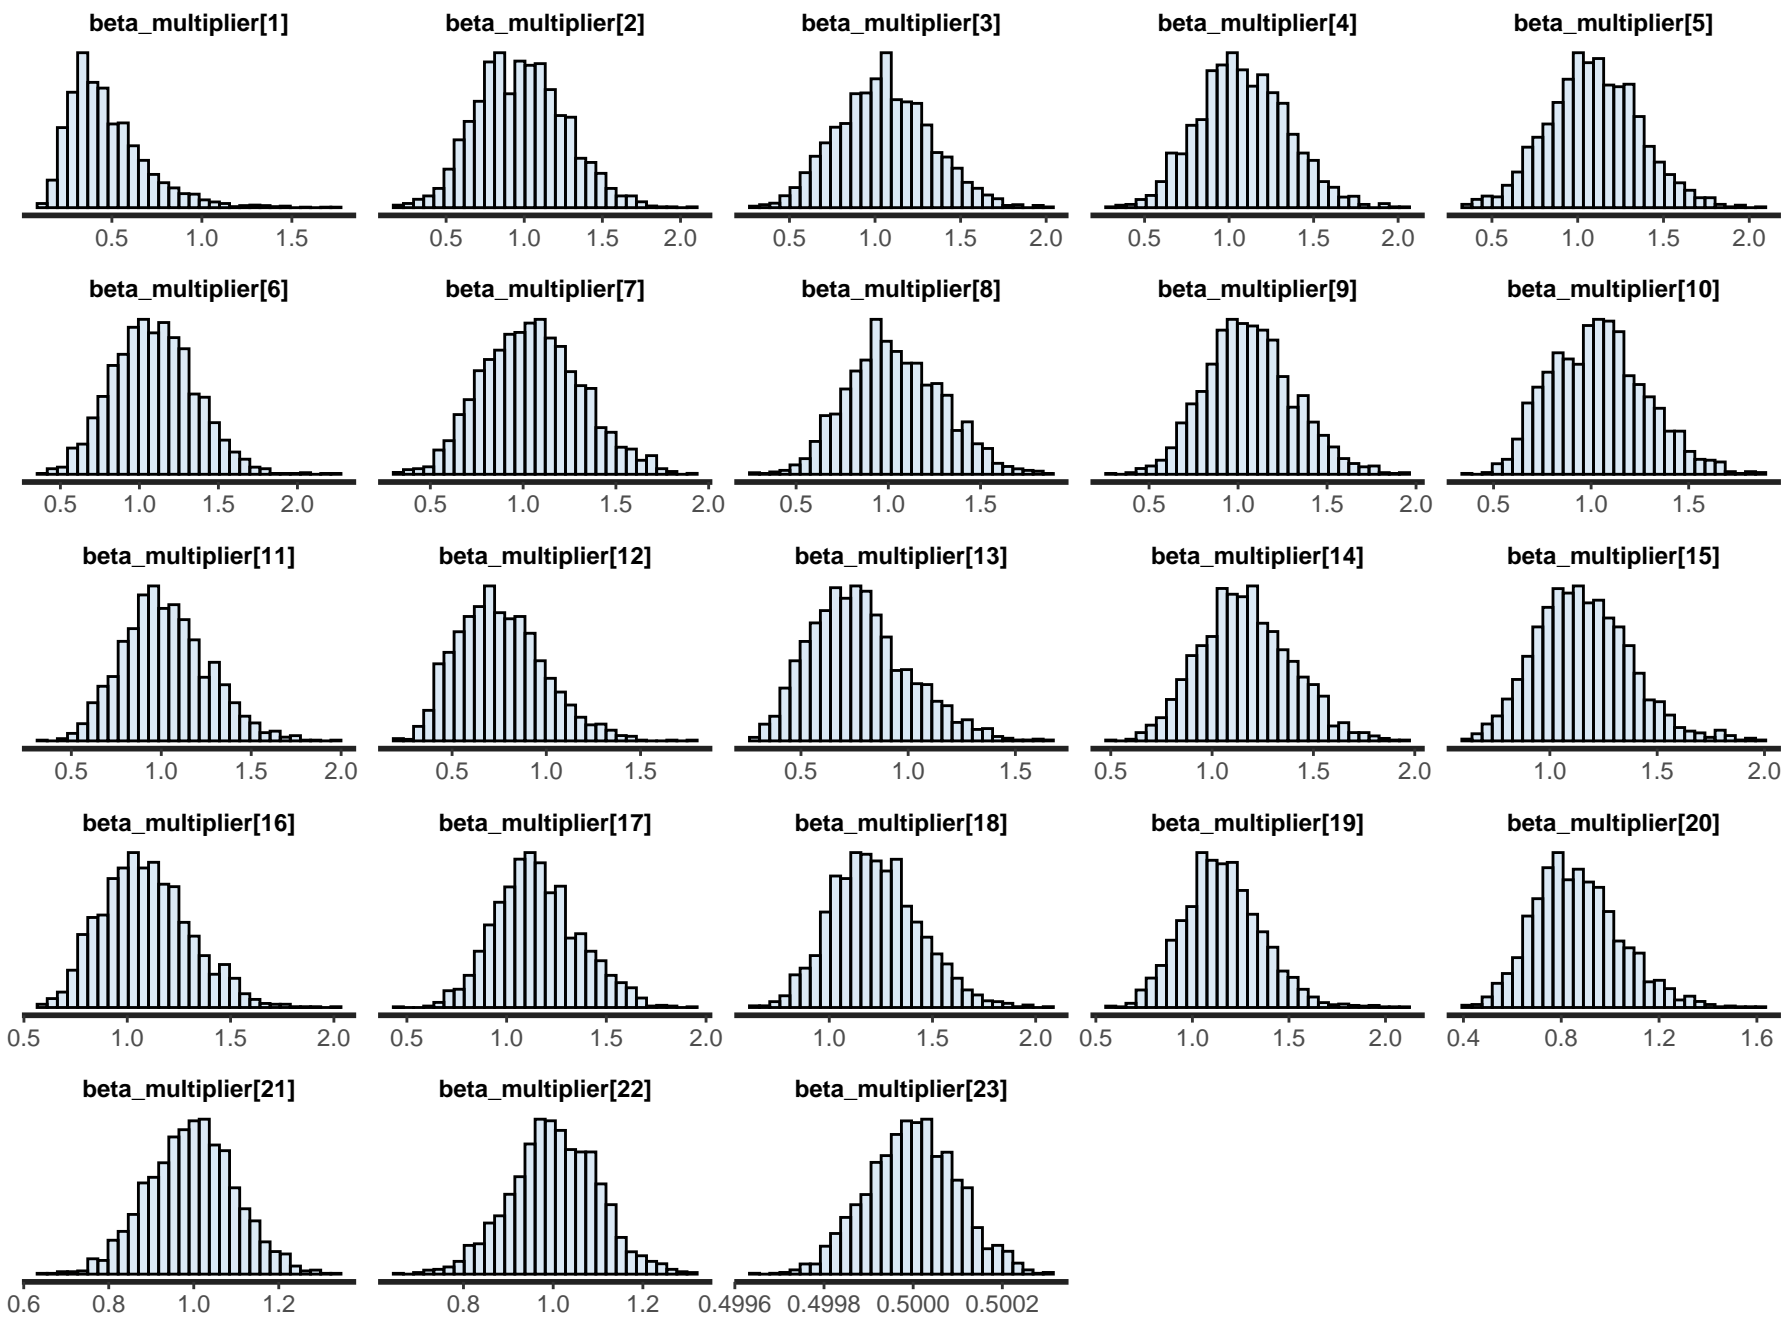 beta_multiplier[1] beta_multiplier[2] beta_multiplier[3] beta_multiplier[4] beta_multiplier[5]
0.5 1.0 1.5 0.5 1.0 1.5 2.0 0.5 1.0 1.5 2.0 0.5 1.0 1.5 2.0 0.5 1.0 1.5 2.0
beta_multiplier[6] beta_multiplier[7] beta_multiplier[8] beta_multiplier[9] beta_multiplier[10]
0.5 1.0 1.5 2.0 0.5 1.0 1.5 2.0 0.5 1.0 1.5 0.5 1.0 1.5 2.0 0.5 1.0 1.5
beta_multiplier[11] beta_multiplier[12] beta_multiplier[13] beta_multiplier[14] beta_multiplier[15]
0.5 1.0 1.5 2.0 0.5 1.0 1.5 0.5 1.0 1.5 0.5 1.0 1.5 2.0 1.0 1.5 2.0
beta_multiplier[16] beta_multiplier[17] beta_multiplier[18] beta_multiplier[19] beta_multiplier[20]
0.5 1.0 1.5 2.0 0.5 1.0 1.5 2.0 1.0 1.5 2.0 0.5 1.0 1.5 2.0 0.4 0.8 1.2 1.6
beta_multiplier[21] beta_multiplier[22] beta_multiplier[23]
0.6 0.8 1.0 1.2 0.8 1.0 1.2 0.4996 0.4998 0.5000 0.5002